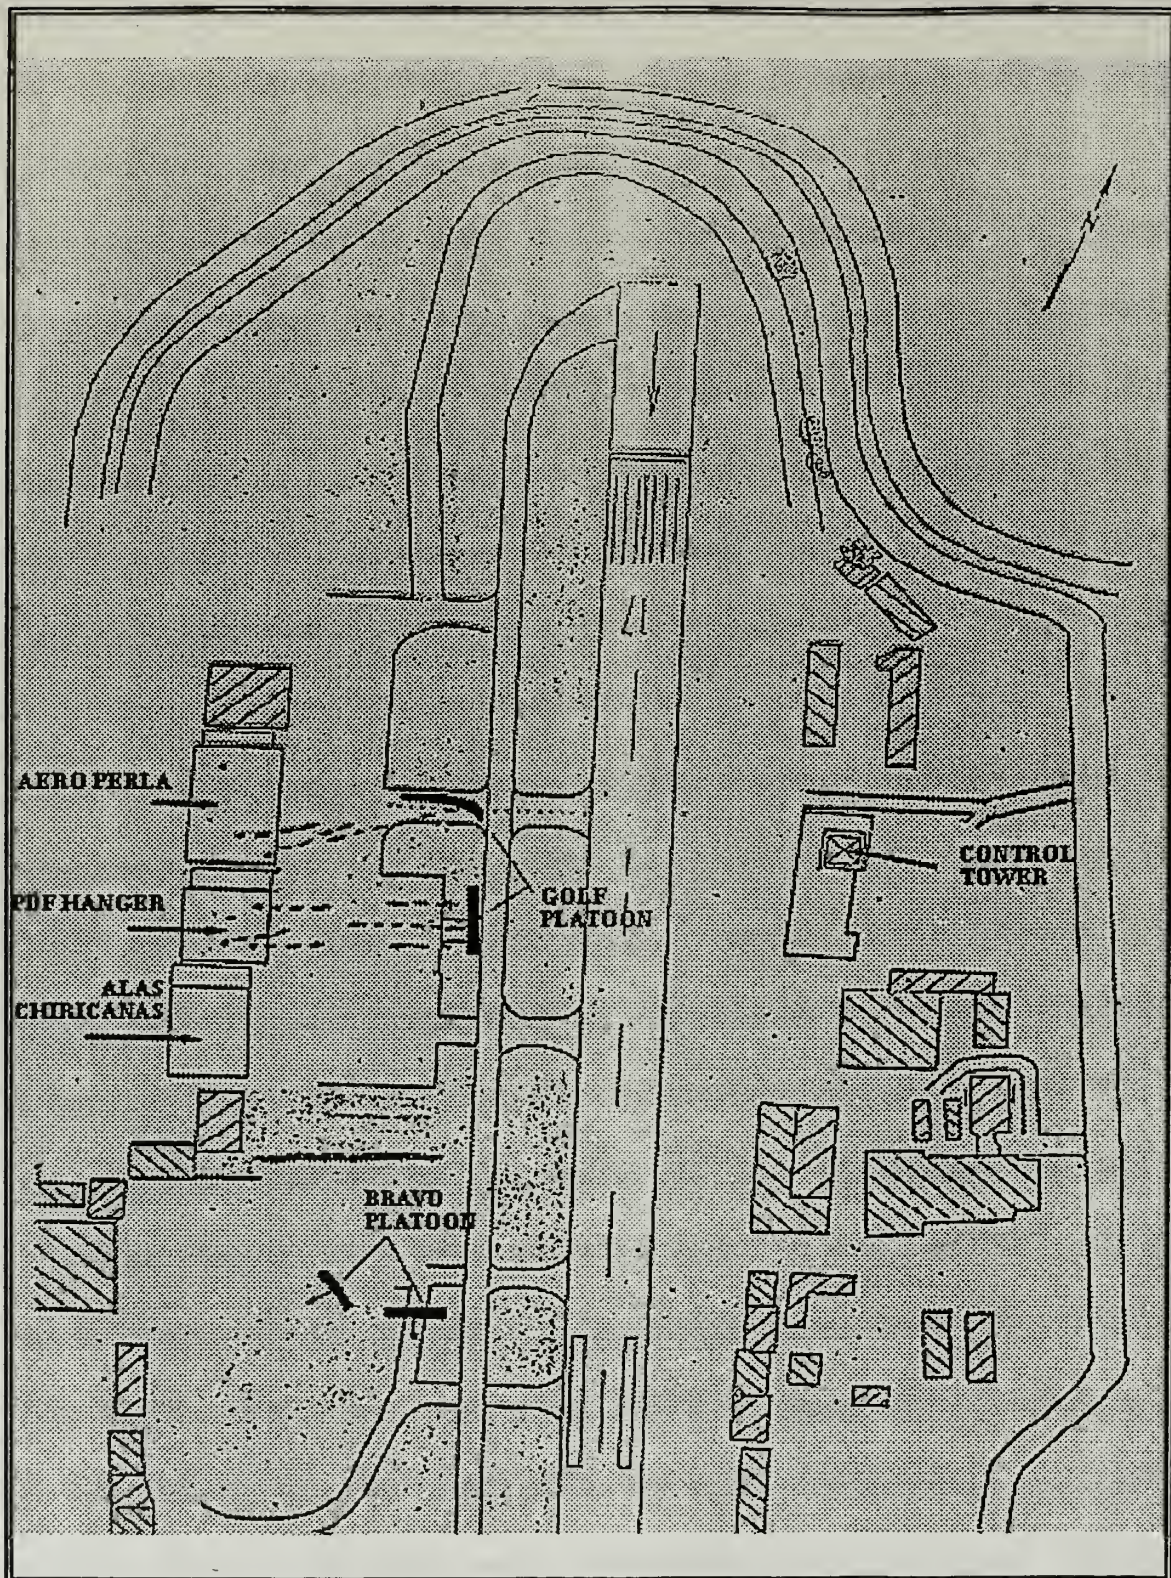 N
AERO PERLA
CONTROL
TOWER
PDF HANGER
GOLF
PLATOON
ALAS
CHIRICANAS
BRAVO
PLATOON